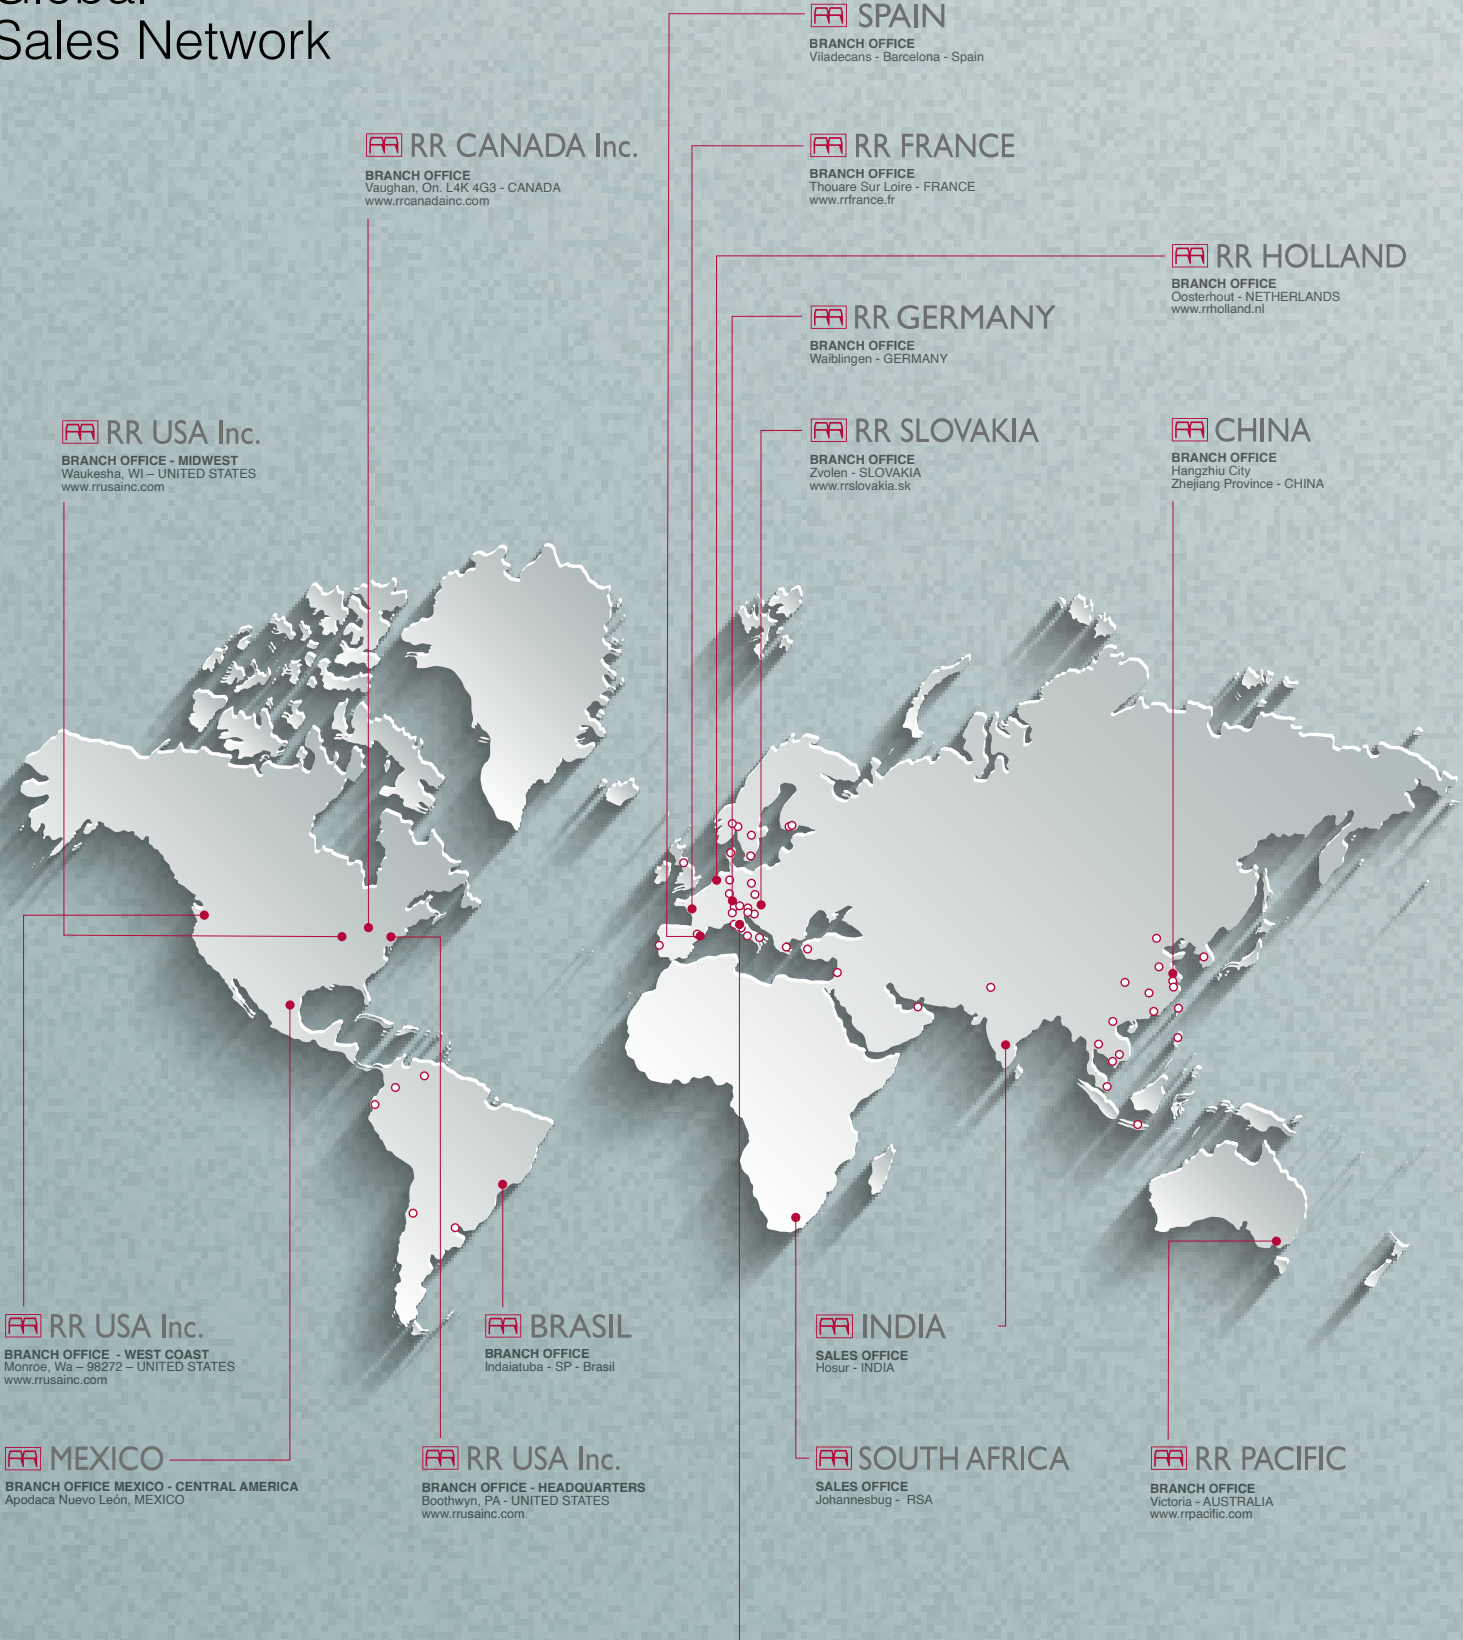 Global
Sales Network
SPAIN
BRANCH OFFICE
Viladecans - Barcelona - Spain
RR CANADA Inc.
BRANCH OFFICE
Vaughan, On. L4K 4G3 - CANADA
www.rrcanadainc.com
RR FRANCE
BRANCH OFFICE
Thouare Sur Loire - FRANCE
www.rrfrance.fr
RR HOLLAND
BRANCH OFFICE
Oosterhout - NETHERLANDS
www.rrholland.nl
RR GERMANY
BRANCH OFFICE
Waiblingen - GERMANY
RR USA Inc.
BRANCH OFFICE - MIDWEST
Waukesha, WI – UNITED STATES
www.rrusainc.com
RR SLOVAKIA
BRANCH OFFICE
Zvolen - SLOVAKIA
www.rrslovakia.sk
CHINA
BRANCH OFFICE
Hangzhiu City
Zhejiang Province - CHINA
RR USA Inc.
BRANCH OFFICE - WEST COAST
Monroe, Wa – 98272 – UNITED STATES
www.rrusainc.com
BRASIL
BRANCH OFFICE
Indaiatuba - SP - Brasil
INDIA
SALES OFFICE
Hosur - INDIA
MEXICO
BRANCH OFFICE MEXICO - CENTRAL AMERICA
Apodaca Nuevo León, MEXICO
RR USA Inc.
BRANCH OFFICE - HEADQUARTERS
Boothwyn, PA - UNITED STATES
www.rrusainc.com
SOUTH AFRICA
SALES OFFICE
Johannesbug - RSA
RR PACIFIC
BRANCH OFFICE
Victoria - AUSTRALIA
www.rrpacific.com